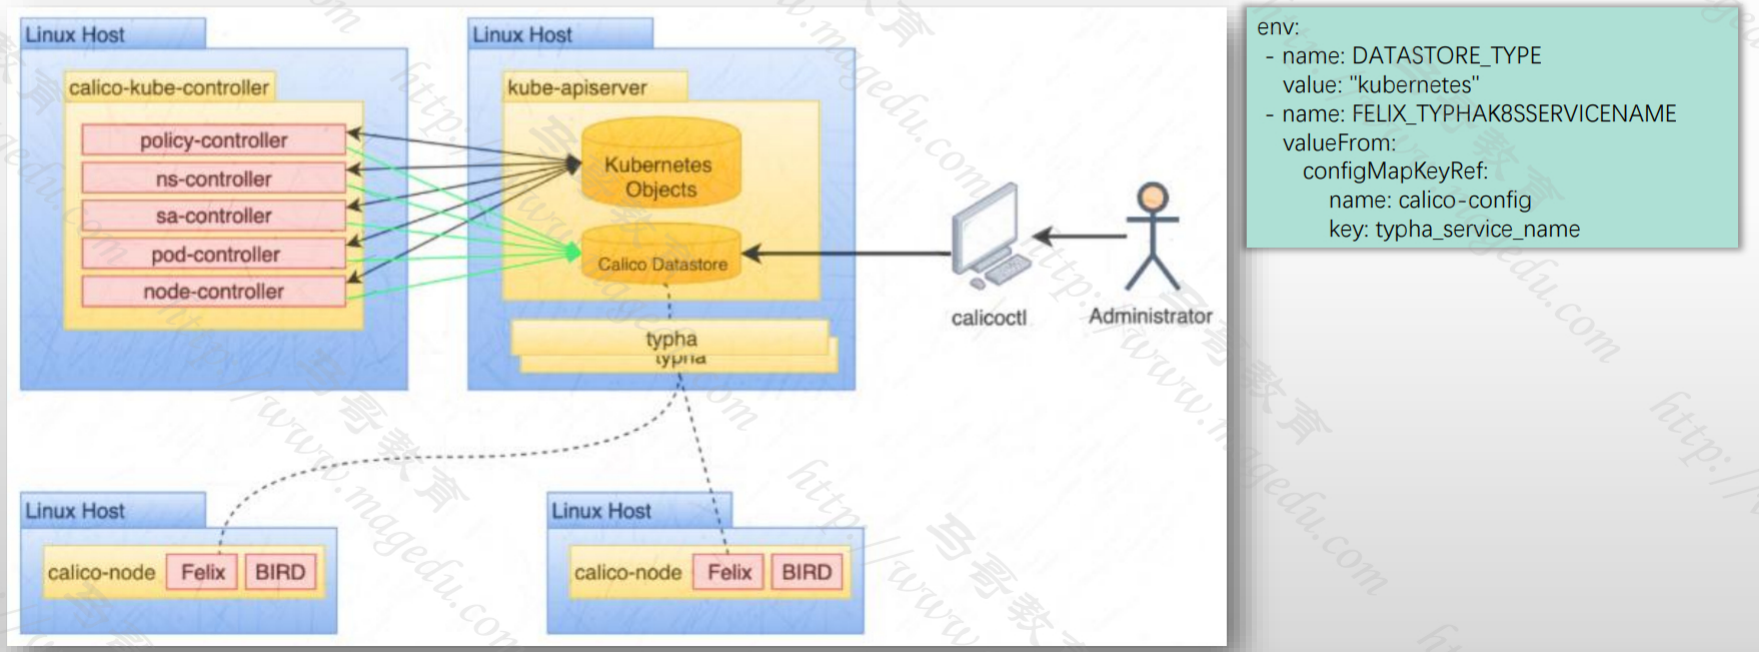 Linux Host
calico-kube-controller
policy-controller
ns-controller
sa-controller
pod-controller
node-controller
Linux Host
kube-apiserver
Kubernetes
Objects
Calico Datastore
typha
typha
calicoctl
Administrator
Linux Host
calico-node
Felix
BIRD
Linux Host
calico-node
Felix
BIRD
env:
- name: DATASTORE_TYPE
value: "kubernetes"
- name: FELIX_TYPHAK8SSERVICENAME
valueFrom:
configMapKeyRef:
name: calico-config
key: typha_service_name
马哥教育
http://www.magedu.com